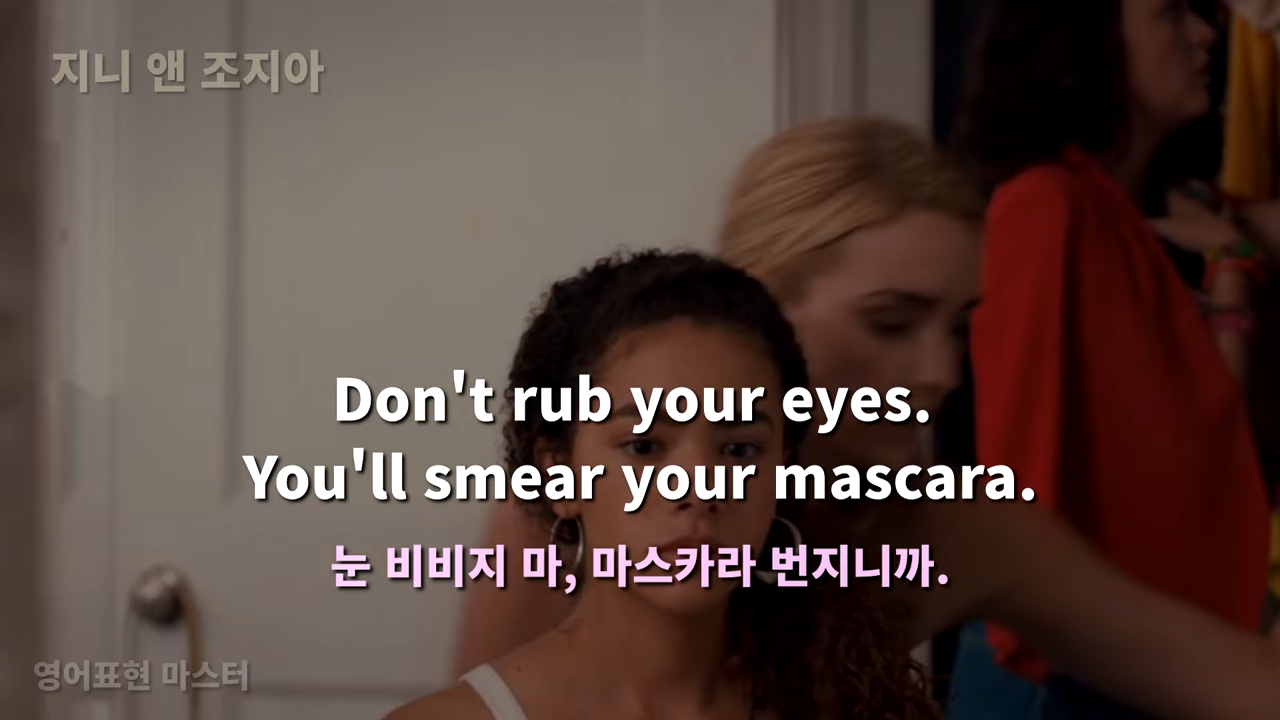 지니 앤 조지아
Don't rub your eyes.
You'll smear your mascara.
눈 비비지 마, 마스카라 번지니까.
영어표현 마스터